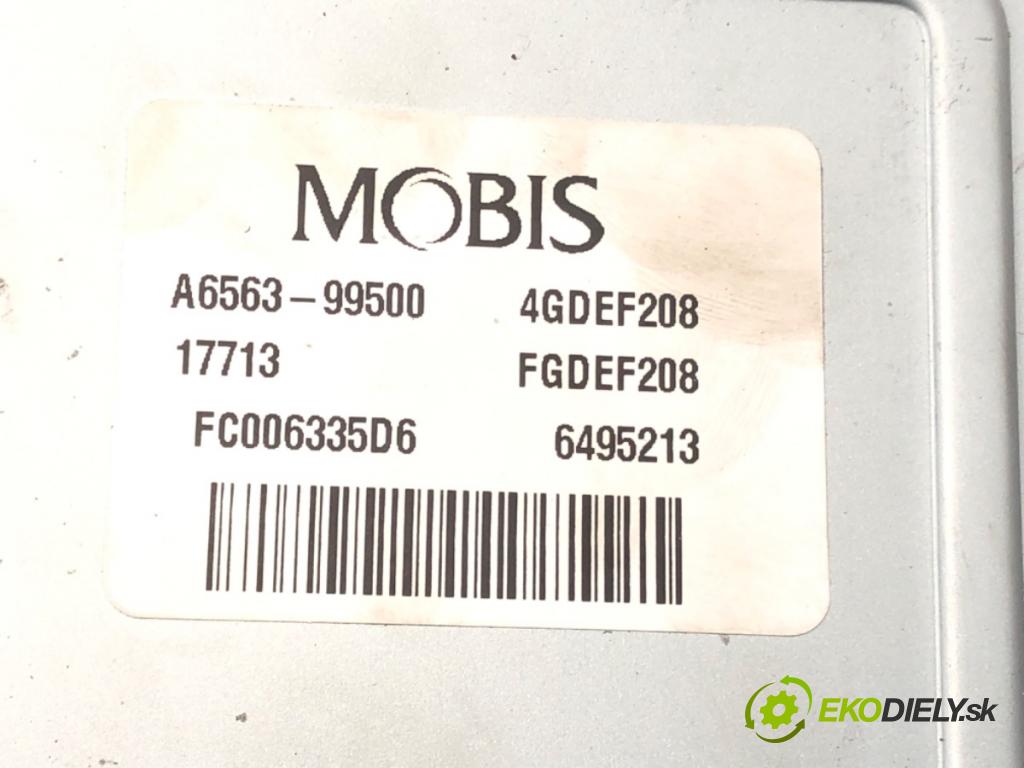 MOBIS
A6563-99500 4GDEF208
17713 FGDEF208
FC006335D6 6495213
EKODIELY.sk